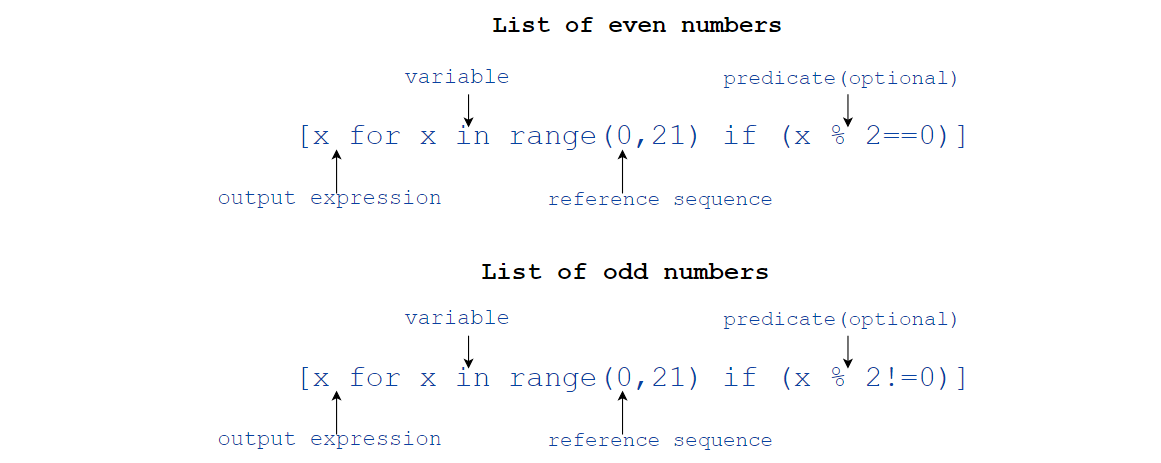 List of even numbers
variable predicate(optional)
[x for x in range(0,21) if (x % 2==0)]
output expression reference sequence
List of odd numbers
variable predicate(optional)
[x for x in range(0,21) if (x % 2!=0)]
output expression reference sequence